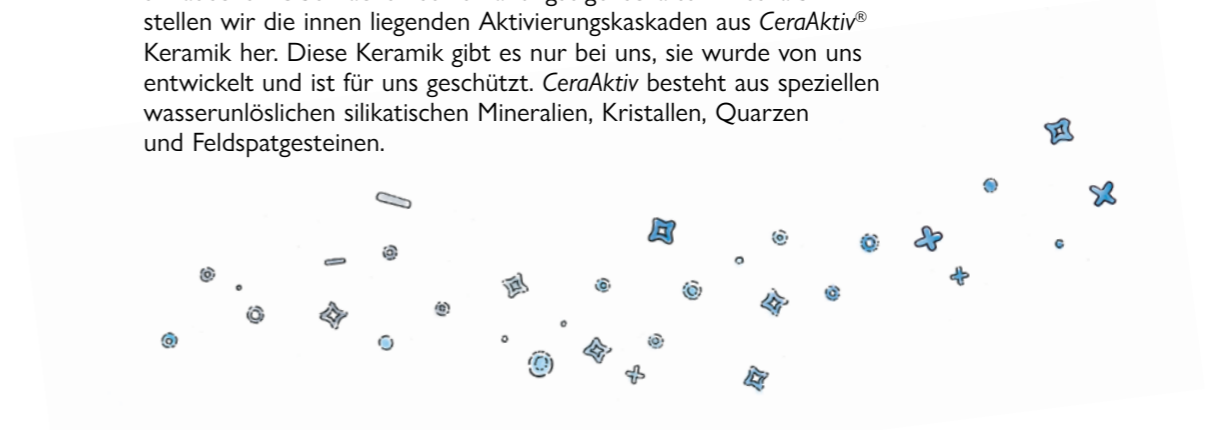 stellen wir die innen liegenden Aktivierungskaskaden aus CeraAktiv®
Keramik her. Diese Keramik gibt es nur bei uns, sie wurde von uns
entwickelt und ist für uns geschützt. CeraAktiv besteht aus speziellen
wasserunlöslichen silikatischen Mineralien, Kristallen, Quarzen
und Feldspatgesteinen.